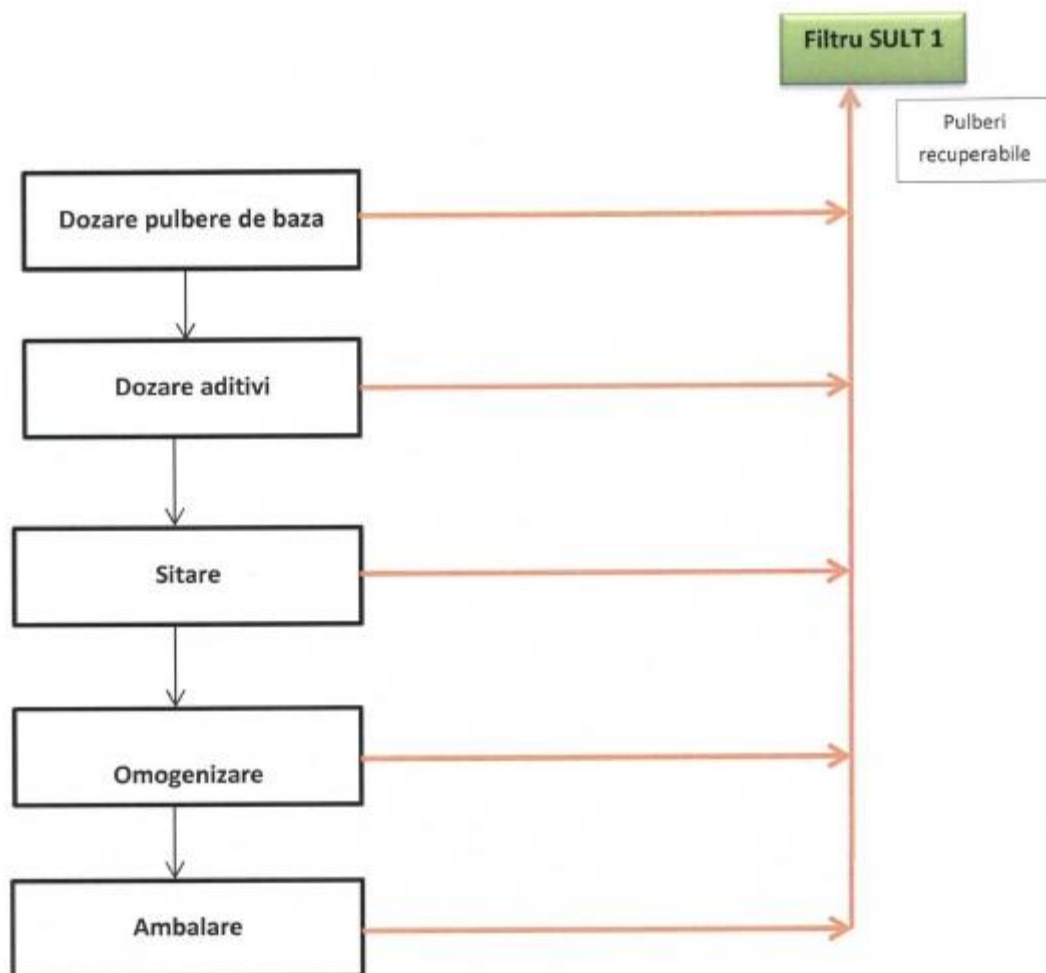 Filtru SULT 1
Pulberi
recuperabile
Dozare pulbere de baza
Dozare aditivi
Sitare
Omogenizare
Ambalare